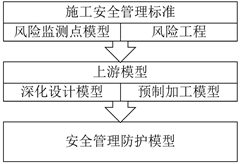 施工安全管理标准
风险监测点模型 风险工程
上游模型
深化设计模型 预制加工模型
安全管理防护模型